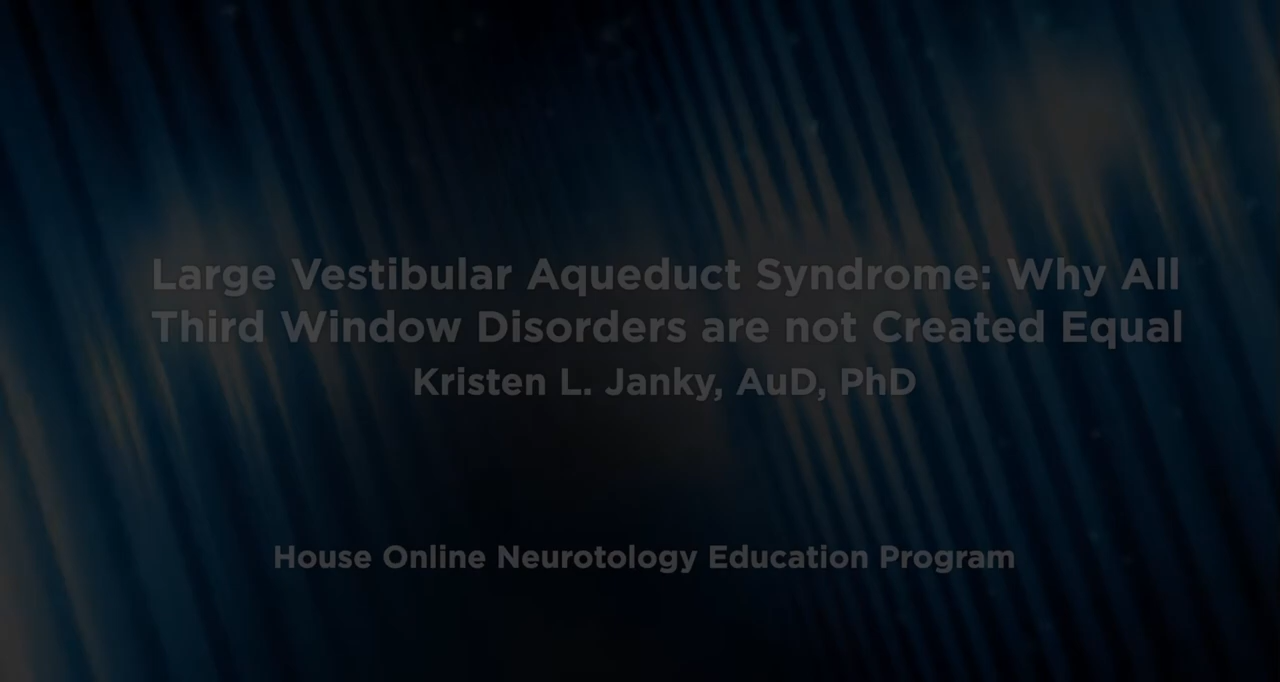 Large Vestibular Aqueduct Syndrome: Why All
Third Window Disorders are not Created Equal
Kristen L. Janky, AuD, PhD
House Online Neurotology Education Program